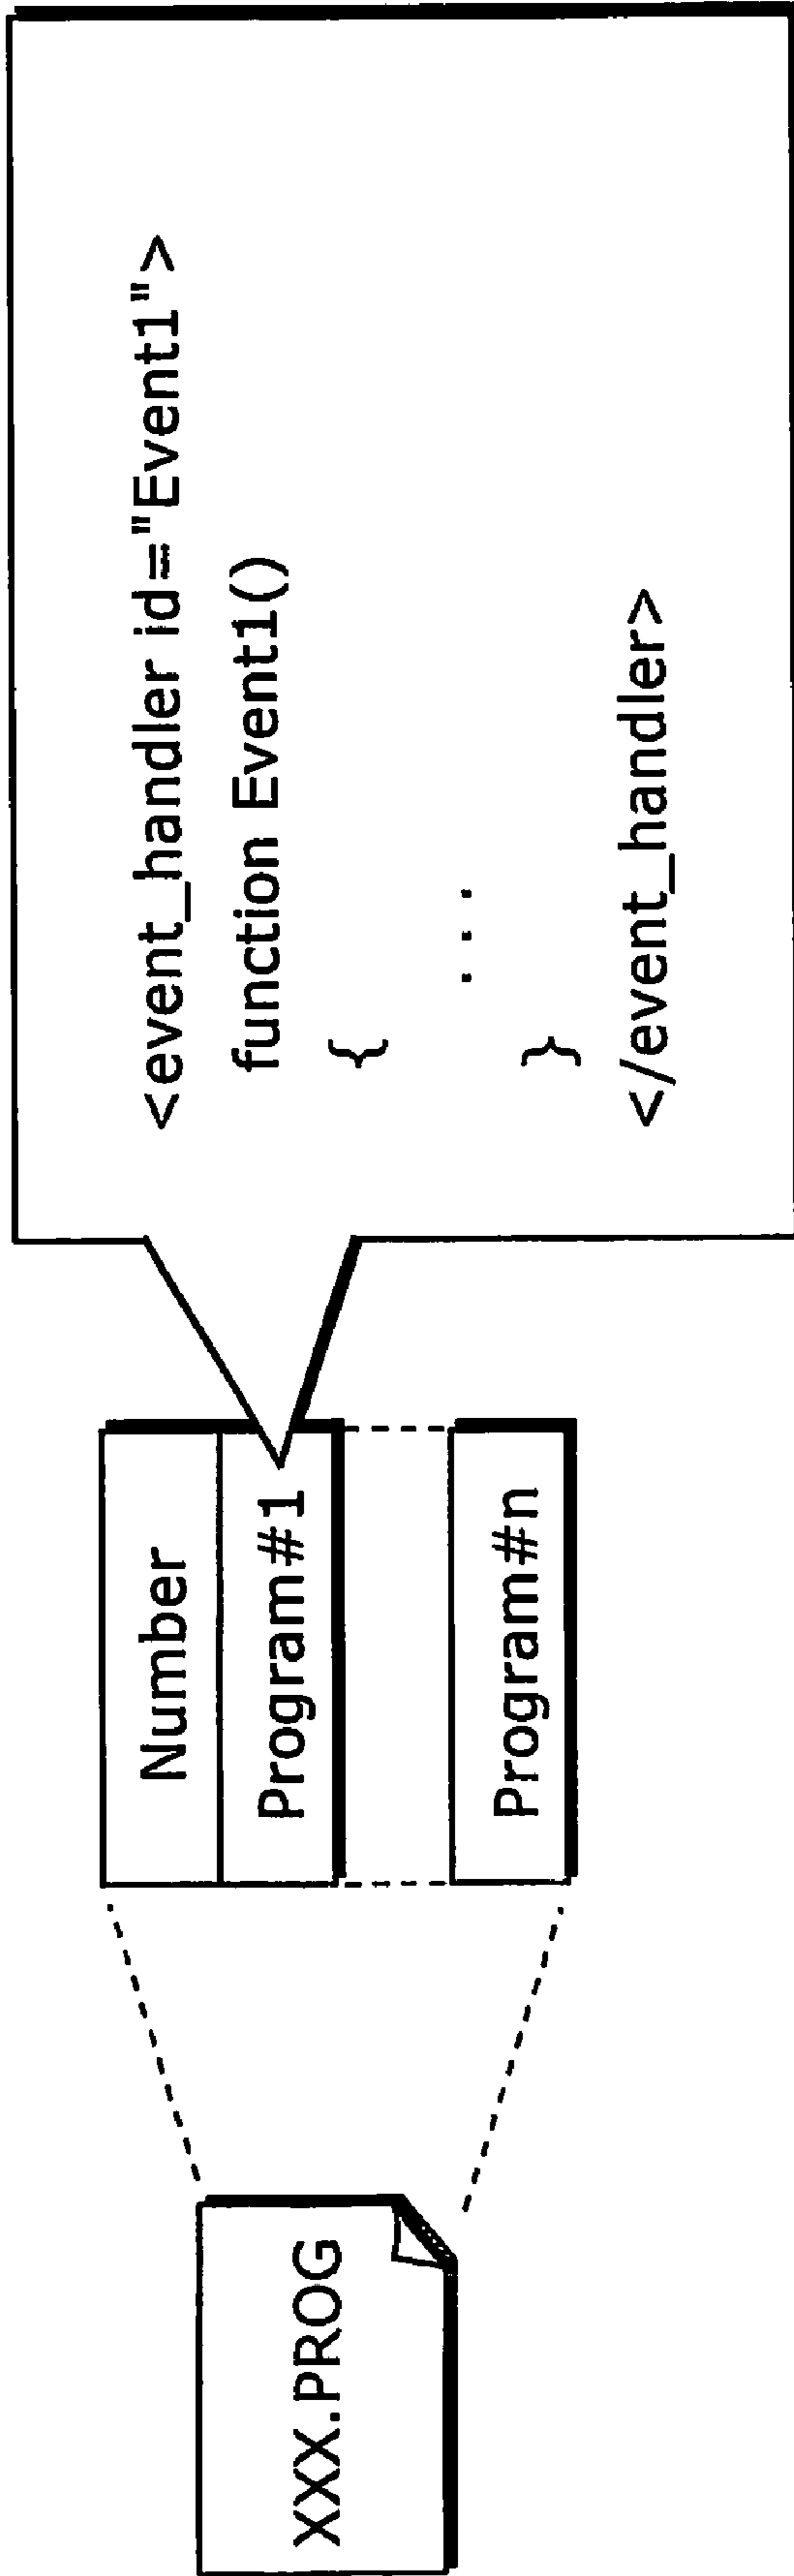 XXX.PROG
Number
Program#1
Program#n
<event_handler id="Event1">
function Event1()
{
. . .
}
</event_handler>